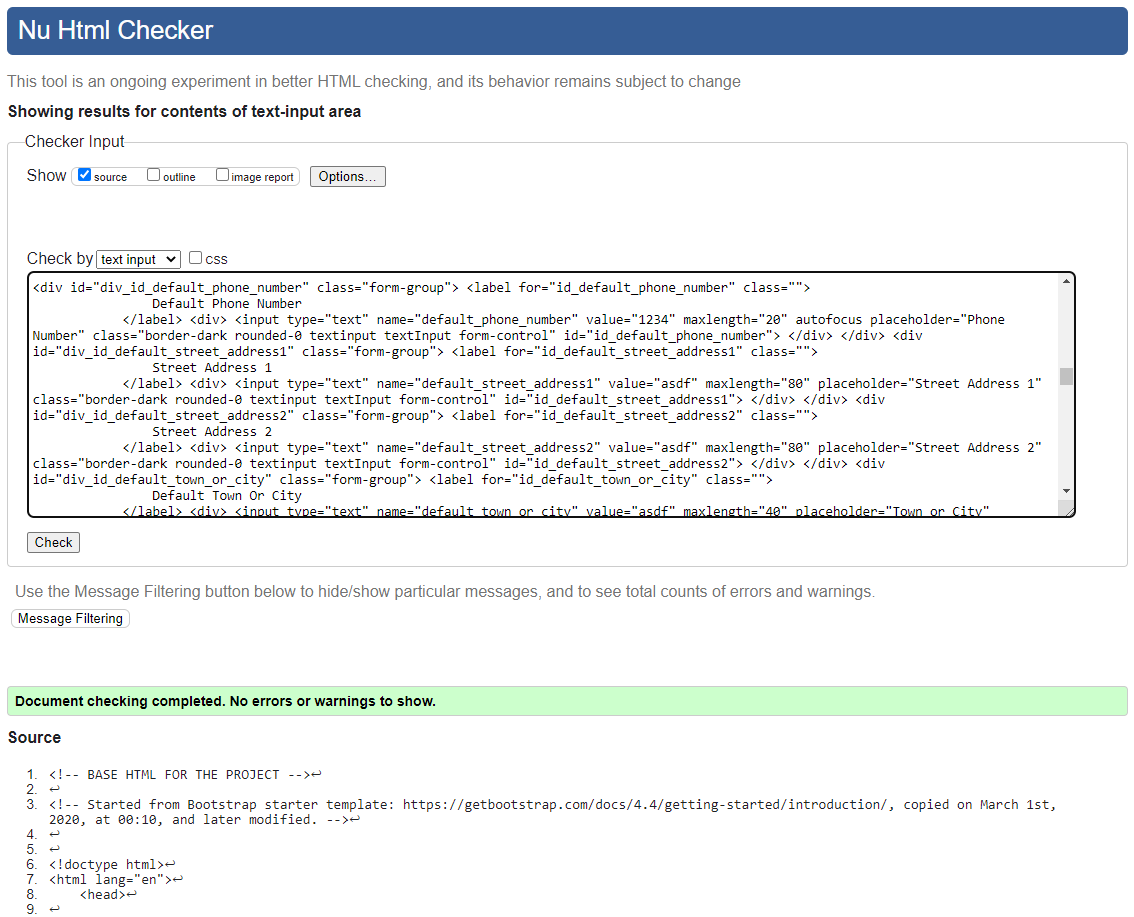 Nu Html Checker
This tool is an ongoing experiment in better HTML checking, and its behavior remains subject to change
Showing results for contents of text-input area
Checker Input
Show source outline image report Options...
Check by text input css
<div id="div_id_default_phone_number" class="form-group"> <label for="id_default_phone_number" class="">
Default Phone Number
</label> <div> <input type="text" name="default_phone_number" value="1234" maxlength="20" autofocus placeholder="Phone
Number" class="border-dark rounded-0 textinput textInput form-control" id="id_default_phone_number"> </div> </div> <div
id="div_id_default_street_address1" class="form-group"> <label for="id_default_street_address1" class="">
Street Address 1
</label> <div> <input type="text" name="default_street_address1" value="asdf" maxlength="80" placeholder="Street Address 1"
class="border-dark rounded-0 textinput textInput form-control" id="id_default_street_address1"> </div> </div> <div
id="div_id_default_street_address2" class="form-group"> <label for="id_default_street_address2" class="">
Street Address 2
</label> <div> <input type="text" name="default_street_address2" value="asdf" maxlength="80" placeholder="Street Address 2"
class="border-dark rounded-0 textinput textInput form-control" id="id_default_street_address2"> </div> </div> <div
id="div_id_default_town_or_city" class="form-group"> <label for="id_default_town_or_city" class="">
Default Town Or City
</label> <div> <input type="text" name="default_town_or_city" value="asdf" maxlength="40" placeholder="Town or City"
Check
Use the Message Filtering button below to hide/show particular messages, and to see total counts of errors and warnings.
Message Filtering
Document checking completed. No errors or warnings to show.
Source
1. <!-- BASE HTML FOR THE PROJECT -->↩
2. ↩
3. <!-- Started from Bootstrap starter template: https://getbootstrap.com/docs/4.4/getting-started/introduction/, copied on March 1st,
2020, at 00:10, and later modified. -->↩
4. ↩
5. ↩
6. <!doctype html>↩
7. <html lang="en">↩
8. <head>↩
9. ↩